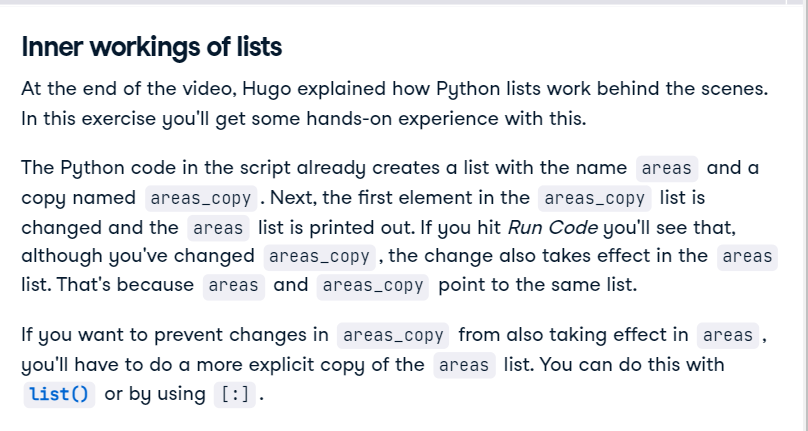 Inner workings of lists
At the end of the video, Hugo explained how Python lists work behind the scenes.
In this exercise you'll get some hands-on experience with this.
The Python code in the script already creates a list with the name areas and a
copy named areas_copy . Next, the first element in the areas_copy list is
changed and the areas list is printed out. If you hit Run Code you'll see that,
although you've changed areas_copy , the change also takes effect in the areas
list. That's because areas and areas_copy point to the same list.
If you want to prevent changes in areas_copy from also taking effect in areas ,
you'll have to do a more explicit copy of the areas list. You can do this with
list() or by using [:] .